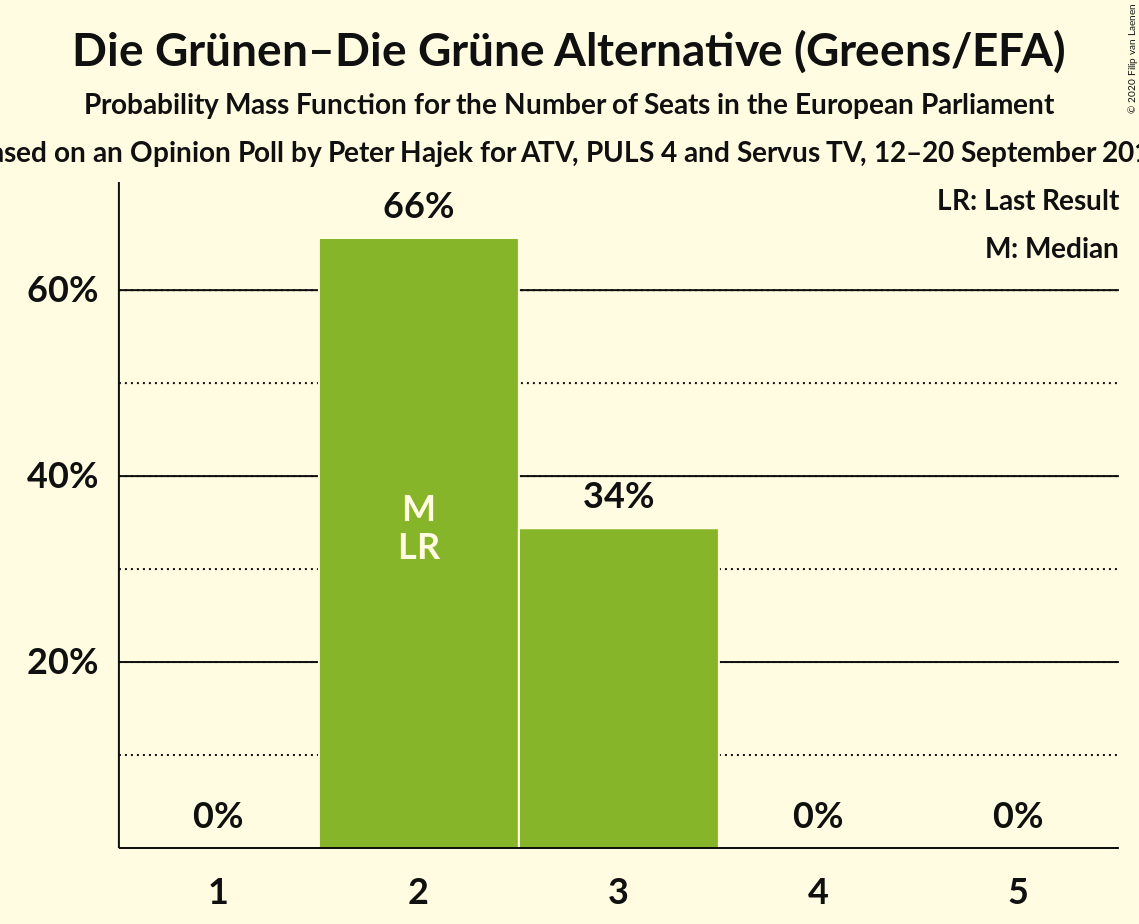 Die Grünen–Die Grüne Alternative (Greens/EFA)
Probability Mass Function for the Number of Seats in the European Parliament
on an Opinion Poll by Peter Hajek for ATV, PULS 4 and Servus TV, 12–20 September
© 2020 Filip van Laenen
LR: Last Result
M: Median
66%
60%
40%
34%
M
LR
20%
0%
0%
0%
1
2
3
4
5